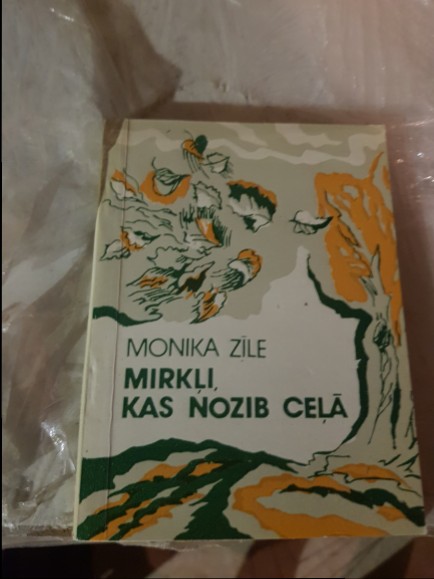 MONIKA ZĪLE
MIRKĻI,
KAS NOZIB CEĻĀ